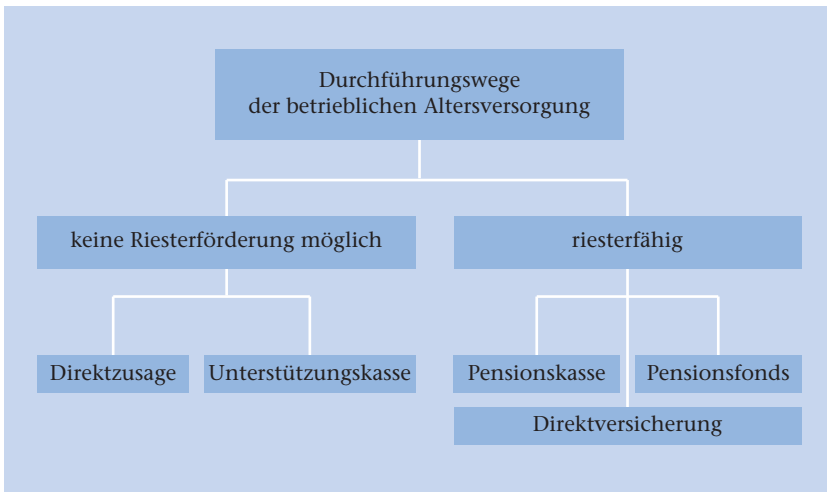 Durchführungswege
der betrieblichen Altersversorgung
keine Riesterförderung möglich
riesterfähig
Direktzusage
Unterstützungskasse
Pensionskasse
Pensionsfonds
Direktversicherung